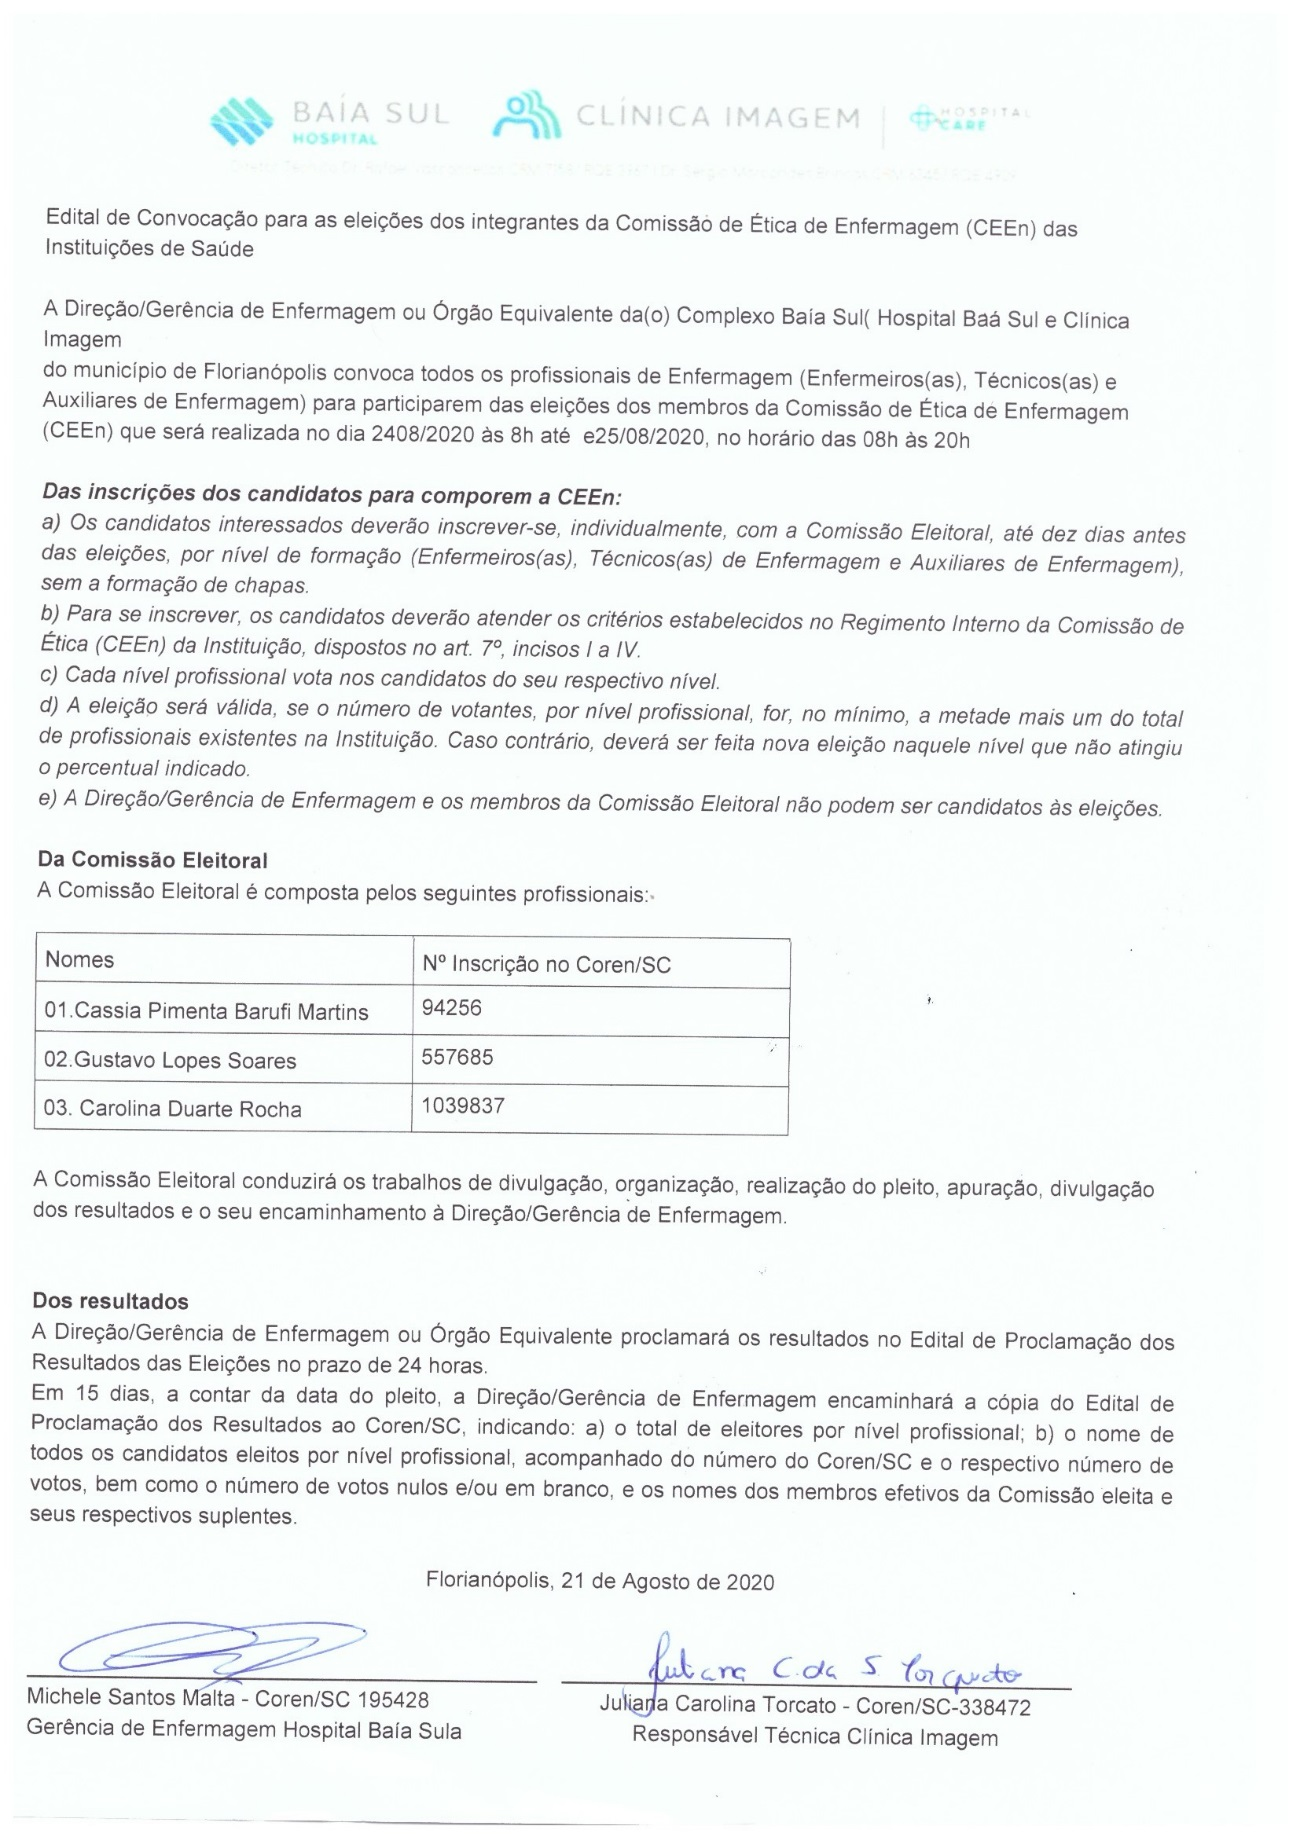 BAÍA SUL
HOSPITAL
CLÍNICA IMAGEM
HOSPITAL
CARE
Edital de Convocação para as eleições dos integrantes da Comissão de Ética de Enfermagem (CEEn) das
Instituições de Saúde
A Direção/Gerência de Enfermagem ou Órgão Equivalente da(o) Complexo Baía Sul( Hospital Baá Sul e Clínica
Imagem
do município de Florianópolis convoca todos os profissionais de Enfermagem (Enfermeiros(as), Técnicos(as) e
Auxiliares de Enfermagem) para participarem das eleições dos membros da Comissão de Ética de Enfermagem
(CEEn) que será realizada no dia 2408/2020 às 8h até e25/08/2020, no horário das 08h às 20h
Das inscrições dos candidatos para comporem a CEEn:
a) Os candidatos interessados deverão inscrever-se, individualmente, com a Comissão Eleitoral, até dez dias antes
das eleições, por nível de formação (Enfermeiros(as), Técnicos(as) de Enfermagem e Auxiliares de Enfermagem),
sem a formação de chapas.
b) Para se inscrever, os candidatos deverão atender os critérios estabelecidos no Regimento Interno da Comissão de
Ética (CEEn) da Instituição, dispostos no art. 7º, incisos I a IV.
c) Cada nível profissional vota nos candidatos do seu respectivo nível.
d) A eleição será válida, se o número de votantes, por nível profissional, for, no mínimo, a metade mais um do total
de profissionais existentes na Instituição. Caso contrário, deverá ser feita nova eleição naquele nível que não atingiu
o percentual indicado.
e) A Direção/Gerência de Enfermagem e os membros da Comissão Eleitoral não podem ser candidatos às eleições.
Da Comissão Eleitoral
A Comissão Eleitoral é composta pelos seguintes profissionais:
Nomes Nº Inscrição no Coren/SC
01.Cassia Pimenta Barufi Martins 94256
02.Gustavo Lopes Soares 557685
03. Carolina Duarte Rocha 1039837
A Comissão Eleitoral conduzirá os trabalhos de divulgação, organização, realização do pleito, apuração, divulgação
dos resultados e o seu encaminhamento à Direção/Gerência de Enfermagem.
Dos resultados
A Direção/Gerência de Enfermagem ou Órgão Equivalente proclamará os resultados no Edital de Proclamação dos
Resultados das Eleições no prazo de 24 horas.
Em 15 dias, a contar da data do pleito, a Direção/Gerência de Enfermagem encaminhará a cópia do Edital de
Proclamação dos Resultados ao Coren/SC, indicando: a) o total de eleitores por nível profissional; b) o nome de
todos os candidatos eleitos por nível profissional, acompanhado do número do Coren/SC e o respectivo número de
votos, bem como o número de votos nulos e/ou em branco, e os nomes dos membros efetivos da Comissão eleita e
seus respectivos suplentes.
Florianópolis, 21 de Agosto de 2020
Juliana C. da S. Torquato
Michele Santos Malta - Coren/SC 195428
Gerência de Enfermagem Hospital Baía Sula
Juliana Carolina Torcato - Coren/SC-338472
Responsável Técnica Clínica Imagem